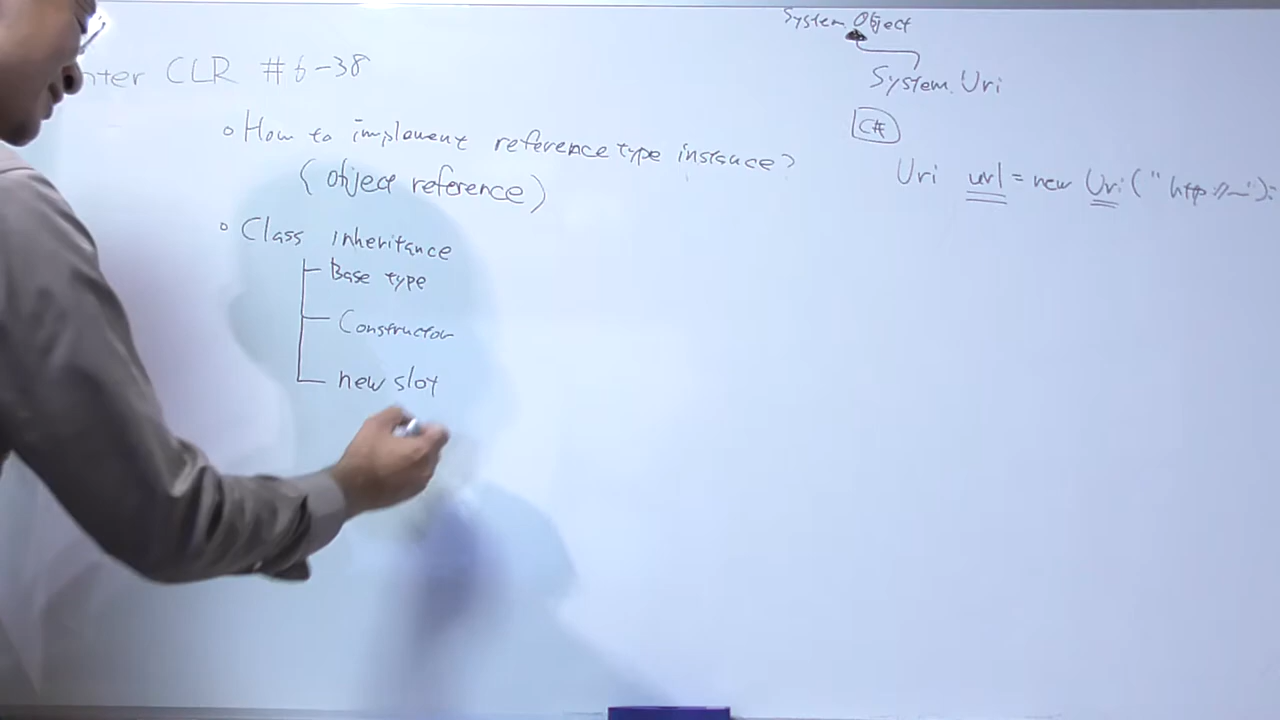 nter CLR #6-38
• How to implement reference type instance?
(object reference)
• Class inheritance
Base type
Constructor
new slot
System.Object
System.Uri
C#
Uri url = new Uri("http://~");